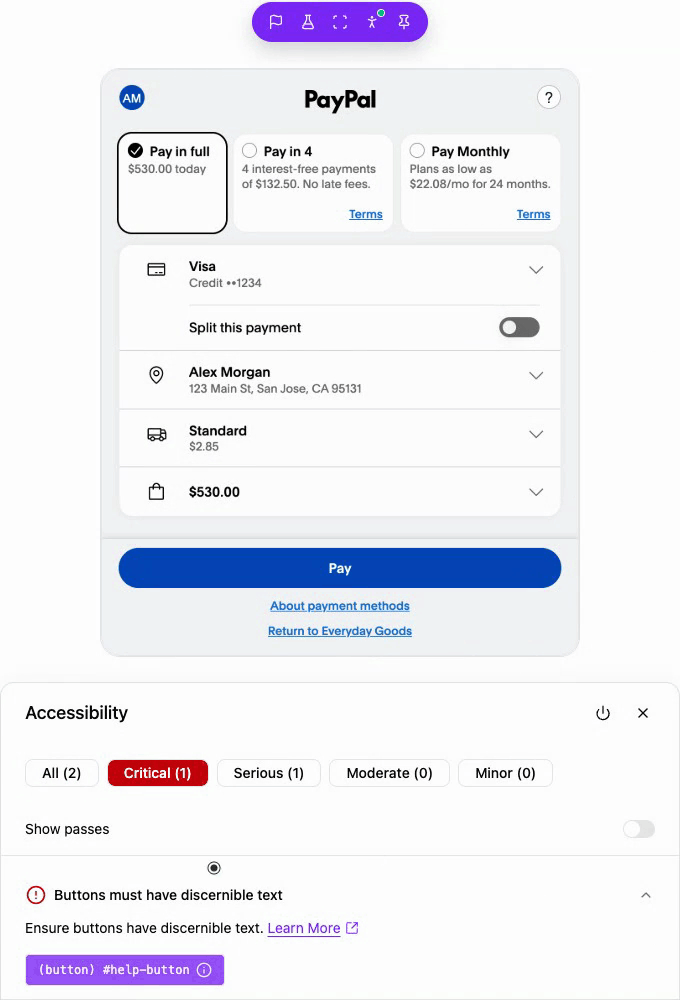 AM
PayPal
?
Pay in full
$530.00 today
Pay in 4
4 interest-free payments
of $132.50. No late fees.
Terms
Pay Monthly
Plans as low as
$22.08/mo for 24 months.
Terms
Visa
Credit ••1234
Split this payment
Alex Morgan
123 Main St, San Jose, CA 95131
Standard
$2.85
$530.00
Pay
About payment methods
Return to Everyday Goods
Accessibility
All (2)
Critical (1)
Serious (1)
Moderate (0)
Minor (0)
Show passes
Buttons must have discernible text
Ensure buttons have discernible text. Learn More
(button) #help-button